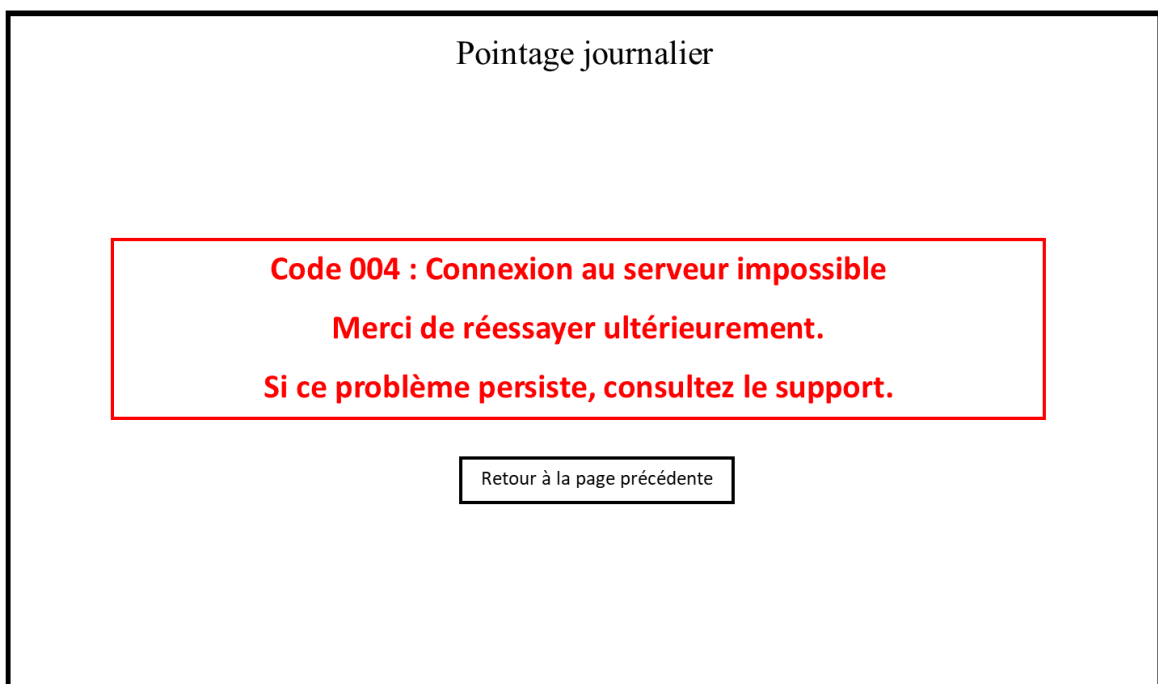 Pointage journalier
Code 004 : Connexion au serveur impossible
Merci de réessayer ultérieurement.
Si ce problème persiste, consultez le support.
Retour à la page précédente